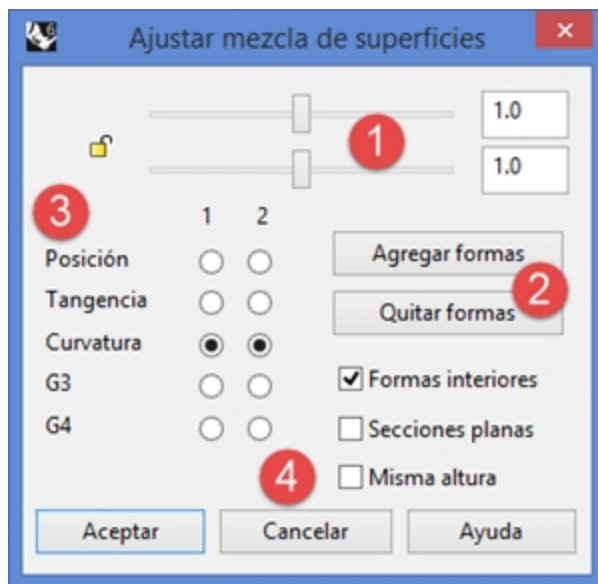 Ajustar mezcla de superficies
1.0
1
1.0
3
1 2
Posición
Tangencia
Curvatura
G3
G4
Agregar formas
2
Quitar formas
Formas interiores
Secciones planas
4
Misma altura
Aceptar
Cancelar
Ayuda